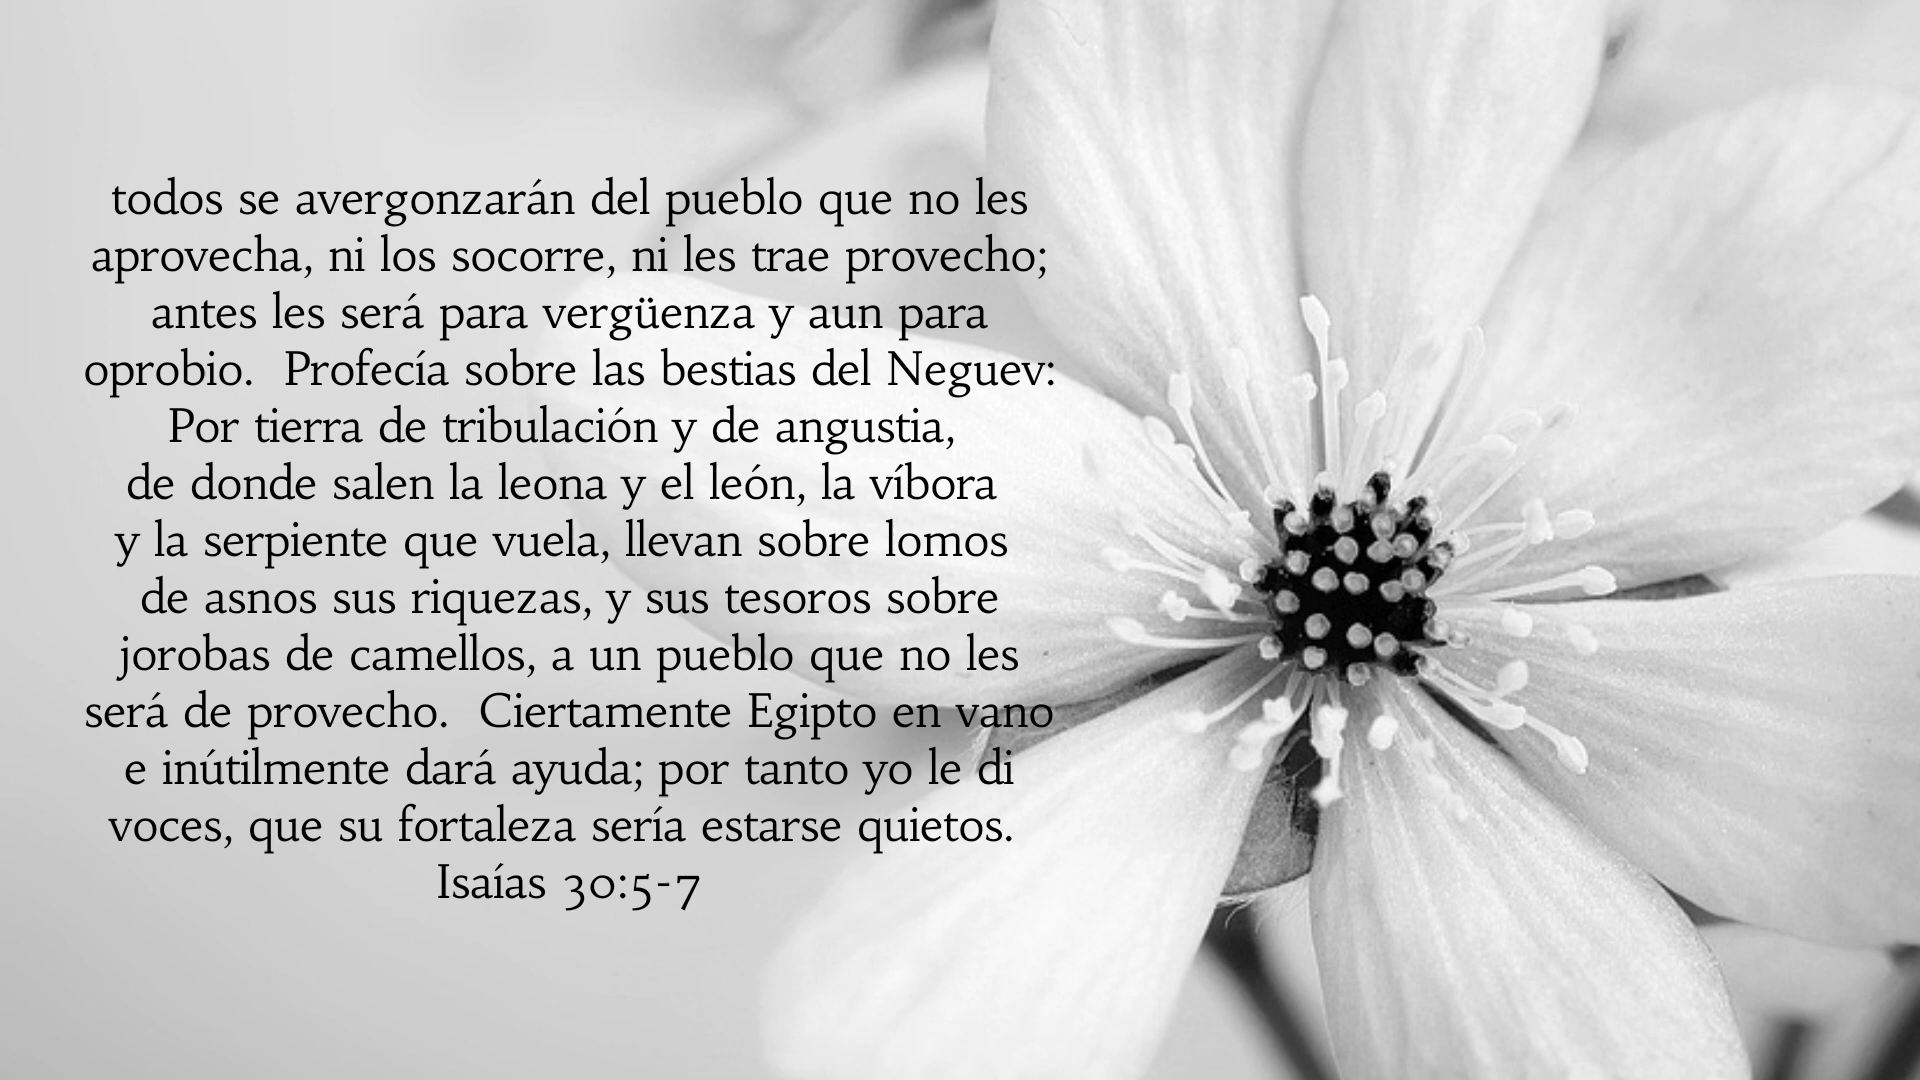 todos se avergonzarán del pueblo que no les
aprovecha, ni los socorre, ni les trae provecho;
antes les será para vergüenza y aun para
oprobio.  Profecía sobre las bestias del Neguev:
Por tierra de tribulación y de angustia,
de donde salen la leona y el león, la víbora
y la serpiente que vuela, llevan sobre lomos
de asnos sus riquezas, y sus tesoros sobre
jorobas de camellos, a un pueblo que no les
será de provecho.  Ciertamente Egipto en vano
e inútilmente dará ayuda; por tanto yo le di
voces, que su fortaleza sería estarse quietos.
Isaías 30:5-7